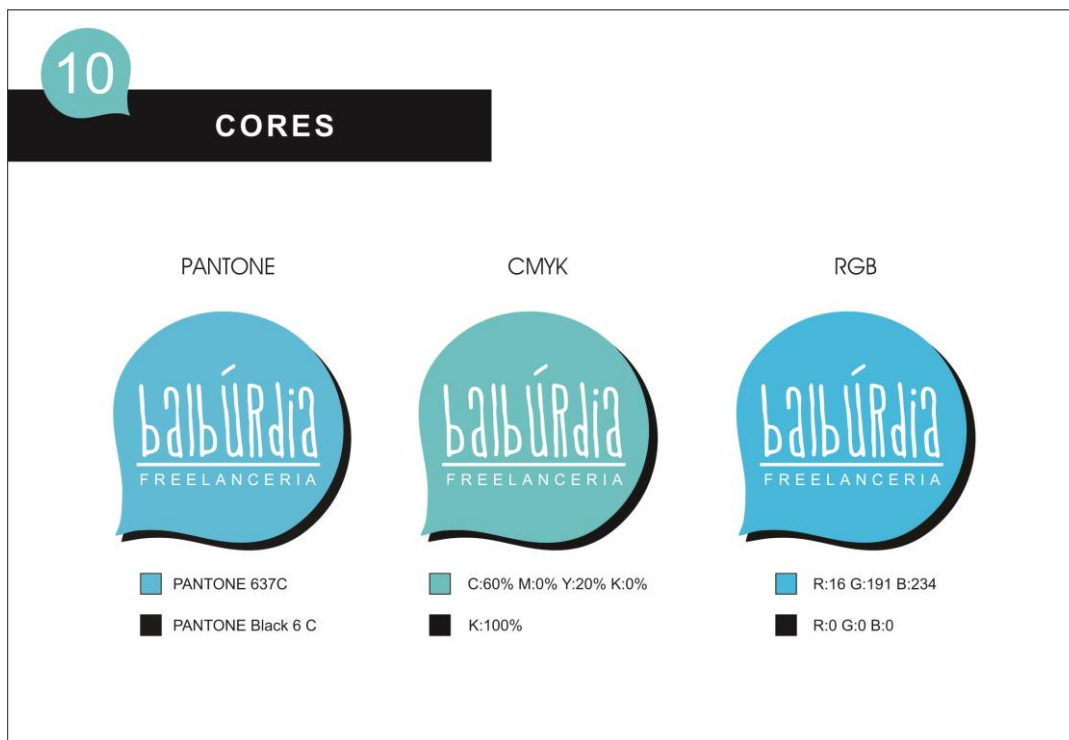 10
CORES
PANTONE
CMYK
RGB
balbÚRdia
FREELANCERIA
balbÚRdia
FREELANCERIA
balbÚRdia
FREELANCERIA
PANTONE 637C
C:60% M:0% Y:20% K:0%
R:16 G:191 B:234
PANTONE Black 6 C
K:100%
R:0 G:0 B:0